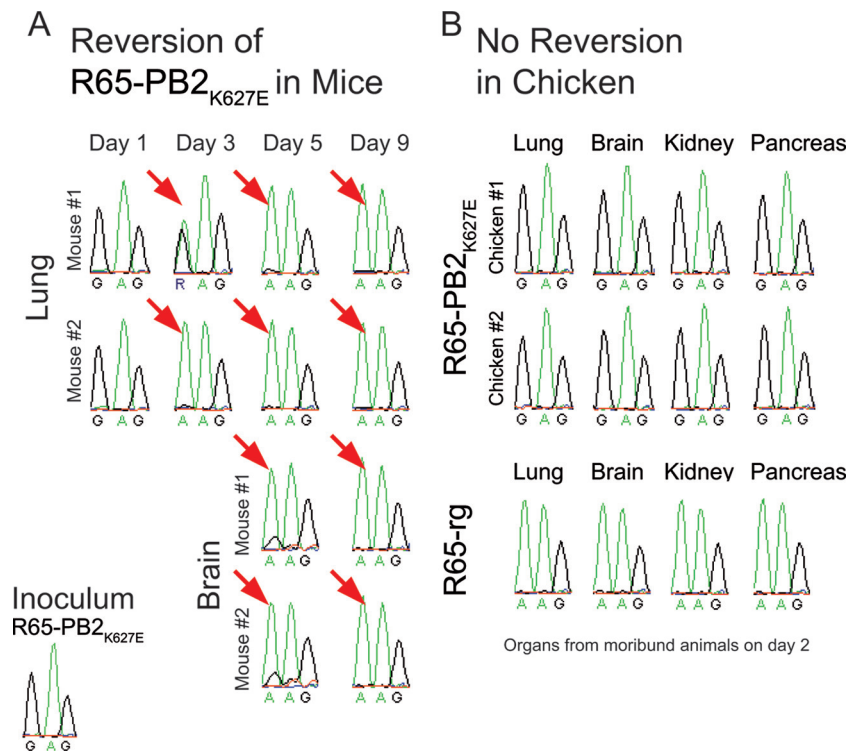 A
Reversion of
R65-PB2K627E in Mice
Day 1 Day 3 Day 5 Day 9
Lung
Mouse #1
G A G R A G A A G A A G
Mouse #2
G A G A A G A A G A A G
Brain
Mouse #1
A A G A A G
Mouse #2
A A G A A G
Inoculum
R65-PB2K627E
G A G
B
No Reversion
in Chicken
Lung Brain Kidney Pancreas
R65-PB2K627E
Chicken #1
G A G G A G G A G G A G
Chicken #2
G A G G A G G A G G A G
Lung Brain Kidney Pancreas
R65-rg
A A G A A G A A G A A G
Organs from moribund animals on day 2